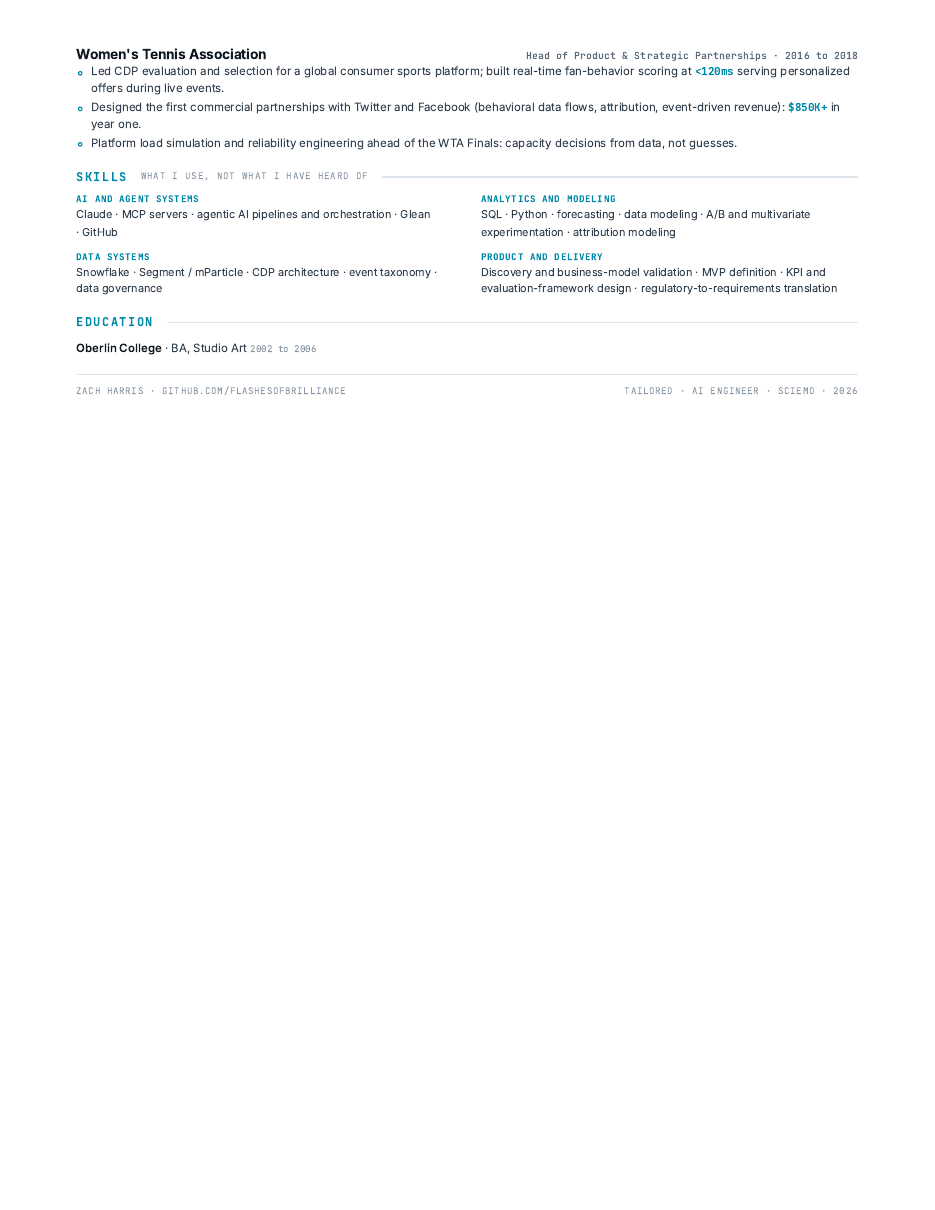 Women's Tennis Association Head of Product & Strategic Partnerships · 2016 to 2018
Led CDP evaluation and selection for a global consumer sports platform; built real-time fan-behavior scoring at <120ms serving personalized
offers during live events.
Designed the first commercial partnerships with Twitter and Facebook (behavioral data flows, attribution, event-driven revenue): $850K+ in
year one.
Platform load simulation and reliability engineering ahead of the WTA Finals: capacity decisions from data, not guesses.
SKILLS WHAT I USE, NOT WHAT I HAVE HEARD OF
AI AND AGENT SYSTEMS
Claude · MCP servers · agentic AI pipelines and orchestration · Glean
· GitHub
ANALYTICS AND MODELING
SQL · Python · forecasting · data modeling · A/B and multivariate
experimentation · attribution modeling
DATA SYSTEMS
Snowflake · Segment / mParticle · CDP architecture · event taxonomy ·
data governance
PRODUCT AND DELIVERY
Discovery and business-model validation · MVP definition · KPI and
evaluation-framework design · regulatory-to-requirements translation
EDUCATION
Oberlin College · BA, Studio Art 2002 to 2006
ZACH HARRIS · GITHUB.COM/FLASHESOFBRILLIANCE TAILORED · AI ENGINEER · SCIEMO · 2026